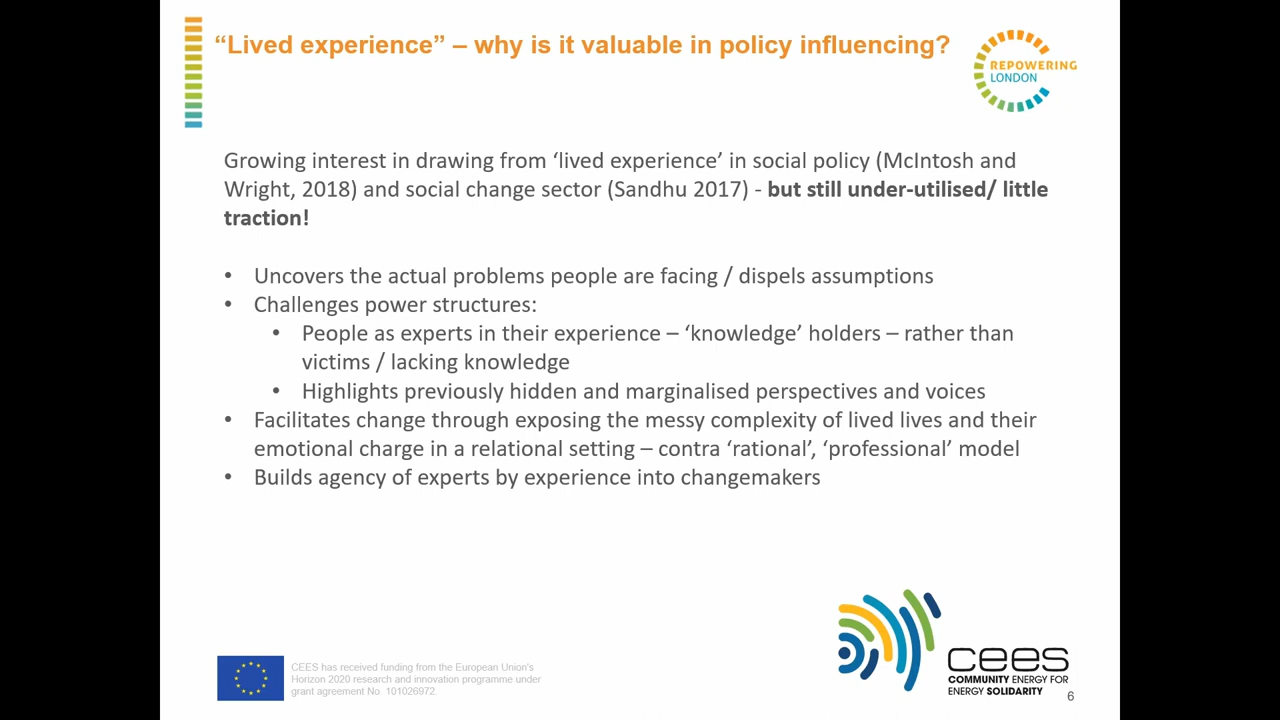 “Lived experience” – why is it valuable in policy influencing?
REPOWERING
LONDON
Growing interest in drawing from ‘lived experience’ in social policy (McIntosh and
Wright, 2018) and social change sector (Sandhu 2017) - but still under-utilised/ little
traction!
• Uncovers the actual problems people are facing / dispels assumptions
• Challenges power structures:
• People as experts in their experience – ‘knowledge’ holders – rather than
victims / lacking knowledge
• Highlights previously hidden and marginalised perspectives and voices
• Facilitates change through exposing the messy complexity of lived lives and their
emotional charge in a relational setting – contra ‘rational’, ‘professional’ model
• Builds agency of experts by experience into changemakers
CEES has received funding from the European Union's
Horizon 2020 research and innovation programme under
grant agreement No. 101026972.
cees
COMMUNITY ENERGY FOR
ENERGY SOLIDARITY
6